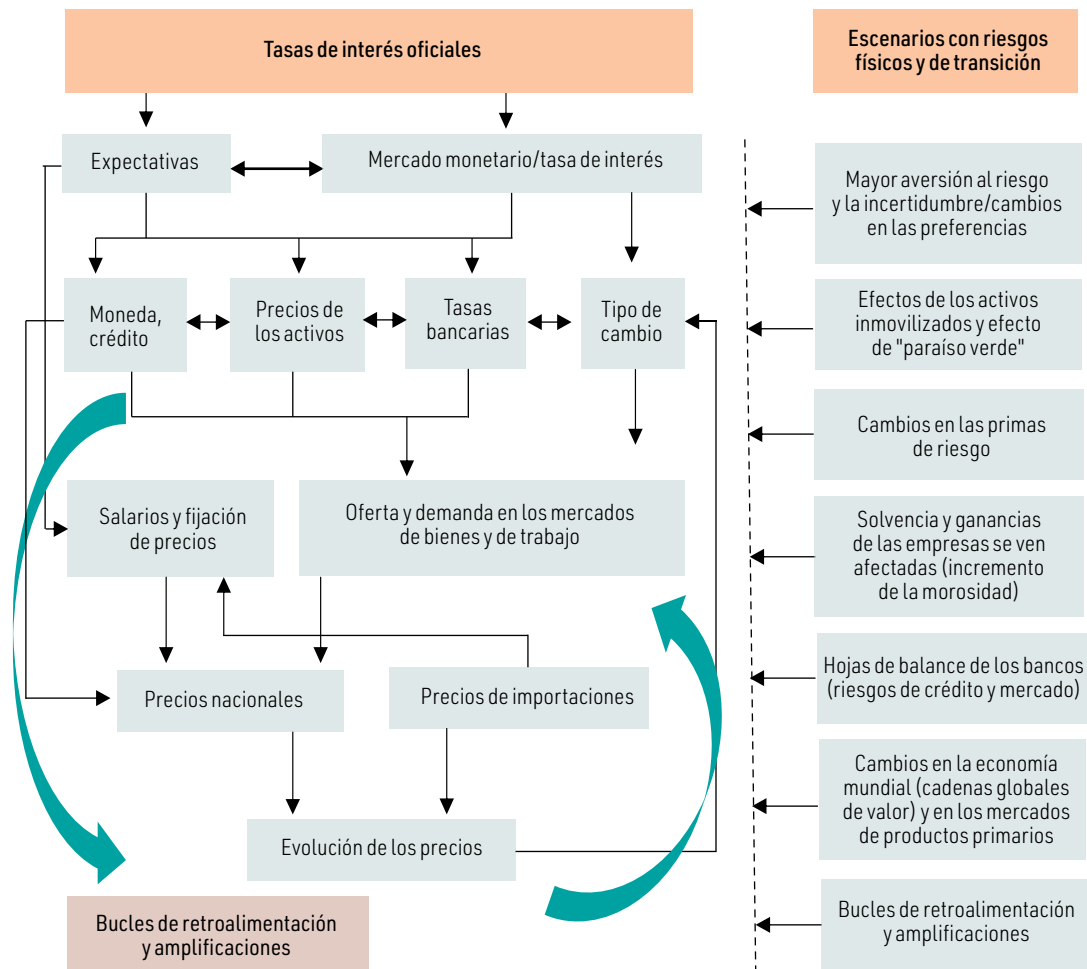 Tasas de interés oficiales
Expectativas
Mercado monetario/tasa de interés
Moneda,
crédito
Precios de
los activos
Tasas
bancarias
Tipo de
cambio
Salarios y fijación
de precios
Oferta y demanda en los mercados
de bienes y de trabajo
Precios nacionales
Precios de importaciones
Evolución de los precios
Bucles de retroalimentación
y amplificaciones
Escenarios con riesgos
físicos y de transición
Mayor aversión al riesgo
y la incertidumbre/cambios
en las preferencias
Efectos de los activos
inmovilizados y efecto
de "paraíso verde"
Cambios en las primas
de riesgo
Solvencia y ganancias
de las empresas se ven
afectadas (incremento
de la morosidad)
Hojas de balance de los bancos
(riesgos de crédito y mercado)
Cambios en la economía
mundial (cadenas globales
de valor) y en los mercados
de productos primarios
Bucles de retroalimentación
y amplificaciones